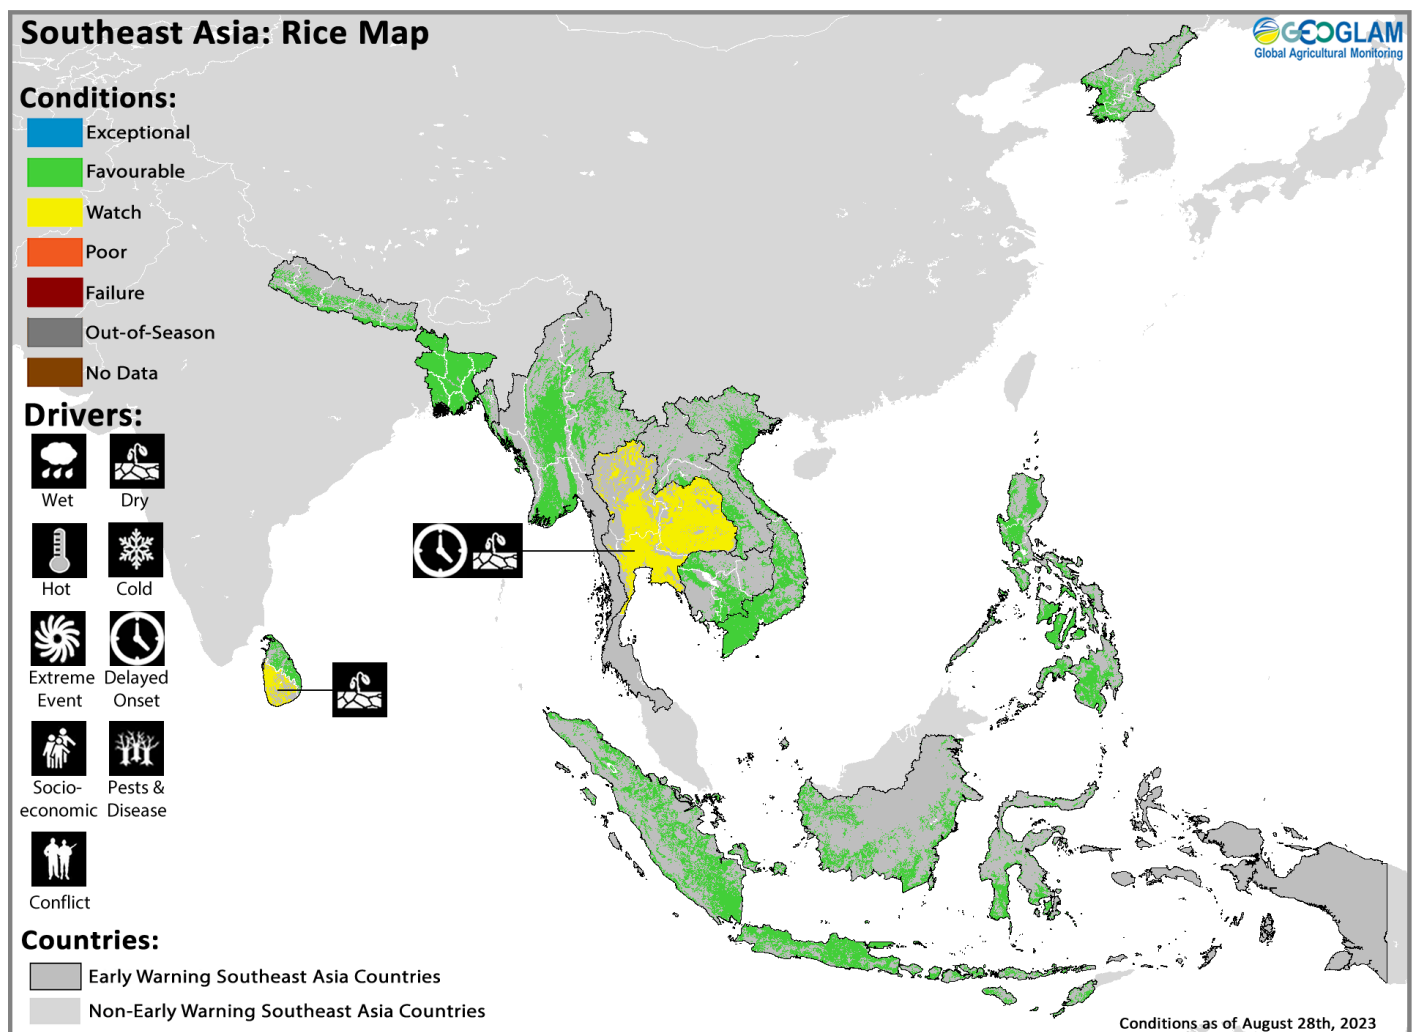 Southeast Asia: Rice Map
GEOGLAM
Global Agricultural Monitoring
Conditions:
Exceptional
Favourable
Watch
Poor
Failure
Out-of-Season
No Data
Drivers:
Wet
Dry
Hot
Cold
Extreme
Event
Delayed
Onset
Socio-
economic
Pests &
Disease
Conflict
Countries:
Early Warning Southeast Asia Countries
Non-Early Warning Southeast Asia Countries
Conditions as of August 28th, 2023